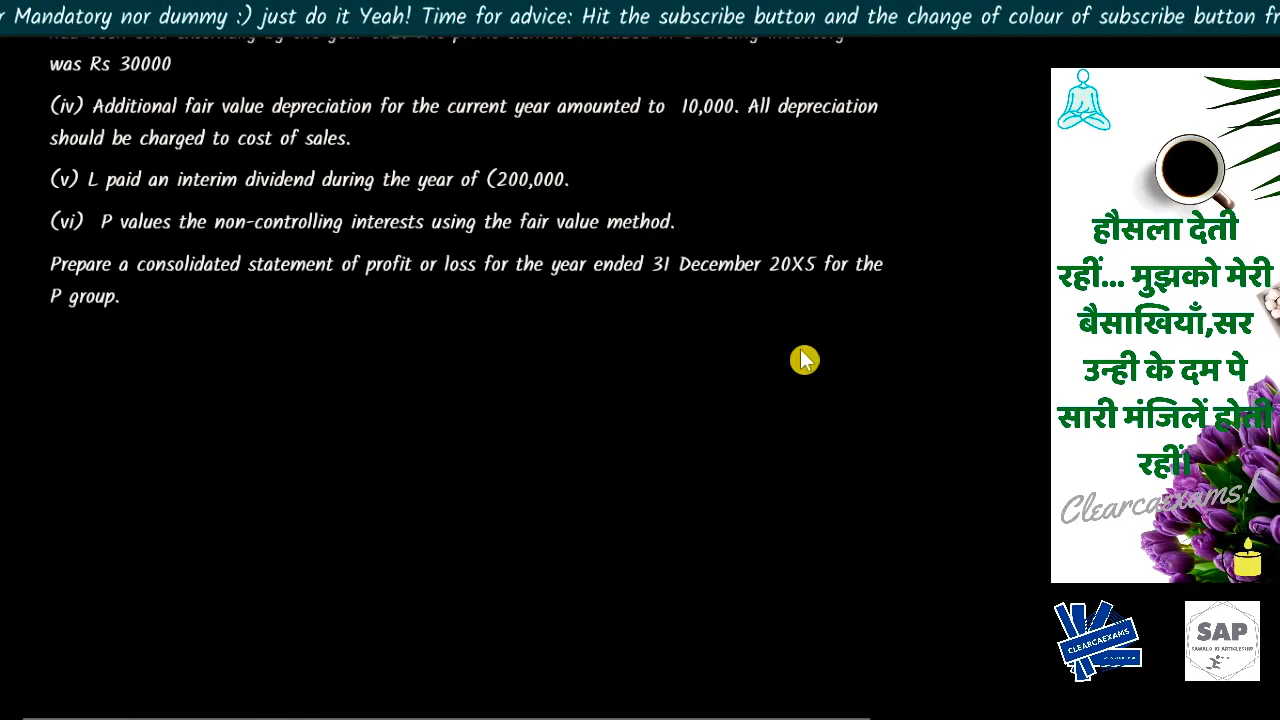 r Mandatory nor dummy :) just do it Yeah! Time for advice: Hit the subscribe button and the change of colour of subscribe button fr
was Rs 30000
(iv) Additional fair value depreciation for the current year amounted to 10,000. All depreciation
should be charged to cost of sales.
(v) L paid an interim dividend during the year of (200,000.
(vi) P values the non-controlling interests using the fair value method.
Prepare a consolidated statement of profit or loss for the year ended 31 December 20X5 for the
P group.
हौसला देती
रहीं... मुझको मेरी
बैसाखियाँ,सर
उन्ही के दम पे
सारी मंजिलें होती
रहीं।
Clearcaexams!
CLEARCAEXAMS
SAP
SAMALO KI ARTICLESHIP